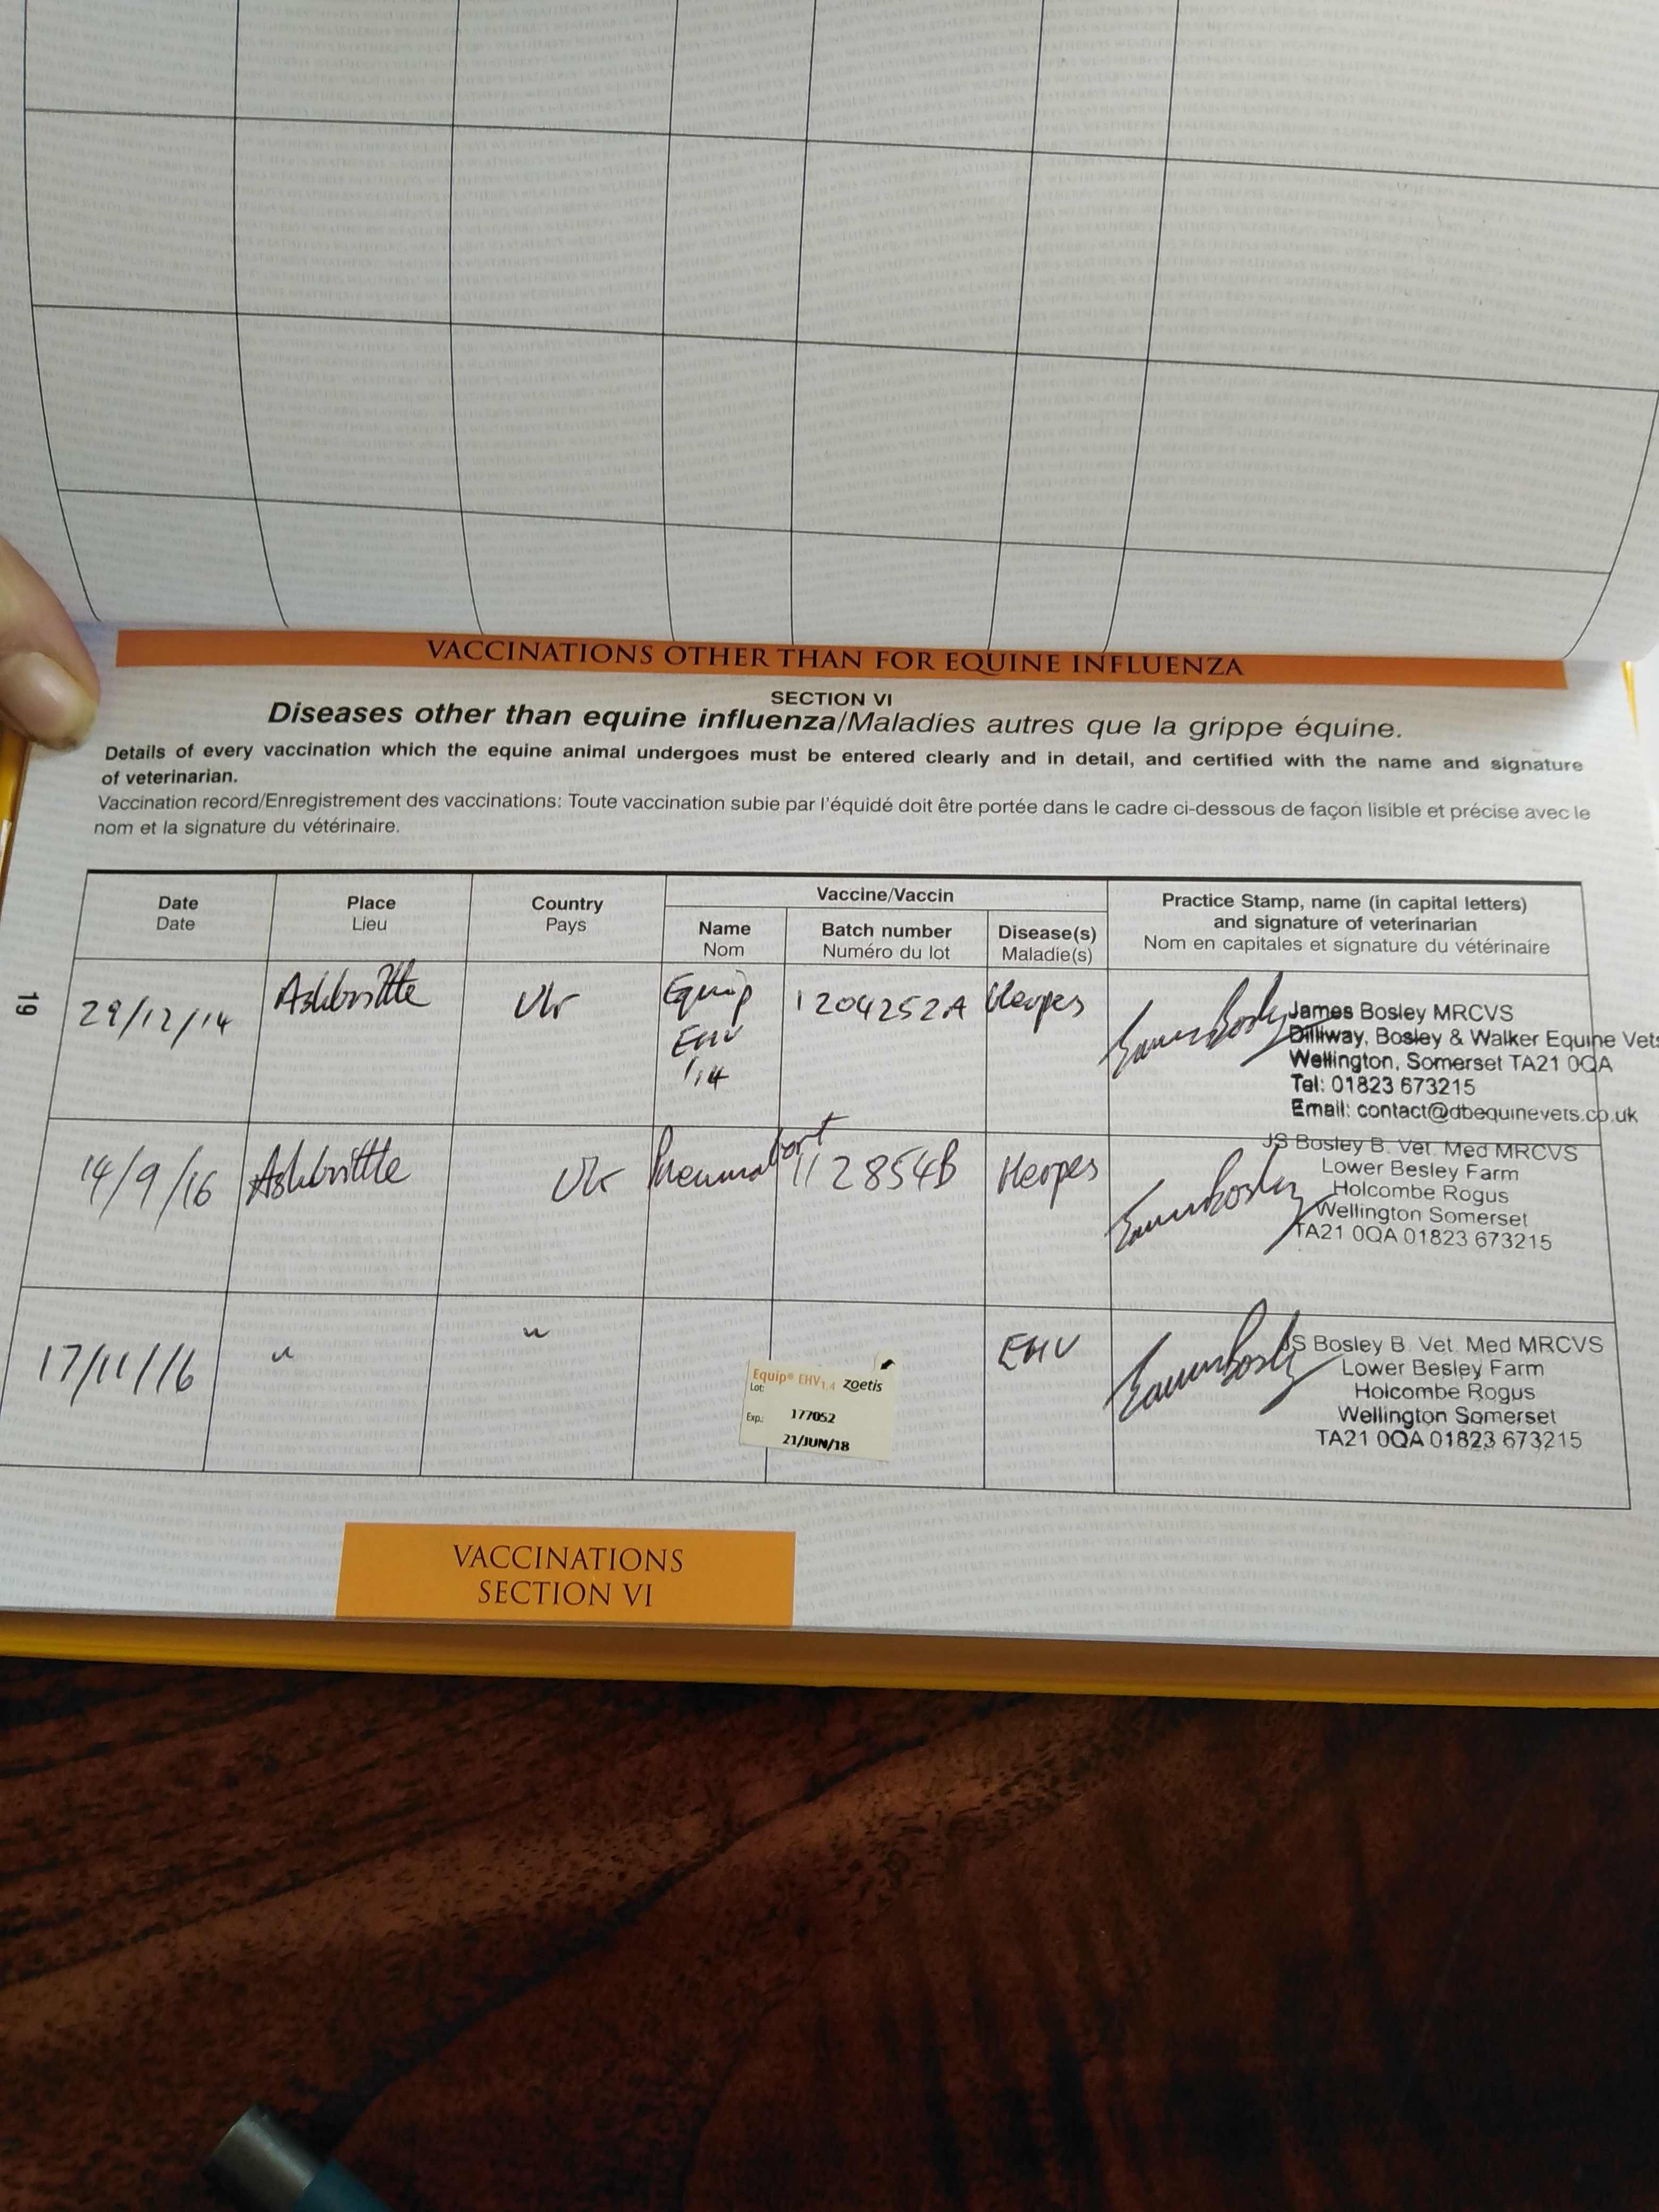 VACCINATIONS OTHER THAN FOR EQUINE INFLUENZA
SECTION VI
Diseases other than equine influenza/Maladies autres que la grippe équine.
Details of every vaccination which the equine animal undergoes must be entered clearly and in detail, and certified with the name and signature
of veterinarian.
Vaccination record/Enregistrement des vaccinations: Toute vaccination subie par l'équidé doit être portée dans le cadre ci-dessous de façon lisible et précise avec le
nom et la signature du vétérinaire.
Date
Date
Place
Lieu
Country
Pays
Vaccine/Vaccin
Name
Nom
Batch number
Numéro du lot
Disease(s)
Maladie(s)
Practice Stamp, name (in capital letters)
and signature of veterinarian
Nom en capitales et signature du vétérinaire
19
29/12/14
Ashbrittle
UK
Equip
EHV
1,4
1204252A
Herpes
James Bosley MRCVS
Dilliway, Bosley & Walker Equine Vets
Wellington, Somerset TA21 0QA
Tel: 01823 673215
Email: contact@dbequinevets.co.uk
14/9/16
Ashbrittle
UK
Pneumabort
112854B
Herpes
JS Bosley B. Vet. Med MRCVS
Lower Besley Farm
Holcombe Rogus
Wellington Somerset
TA21 0QA 01823 673215
17/11/16
"
"
Equip® EHV1,4 zoetis
Lot:
177052
Exp.:
21/JUN/18
EHV
JS Bosley B. Vet. Med MRCVS
Lower Besley Farm
Holcombe Rogus
Wellington Somerset
TA21 0QA 01823 673215
VACCINATIONS
SECTION VI